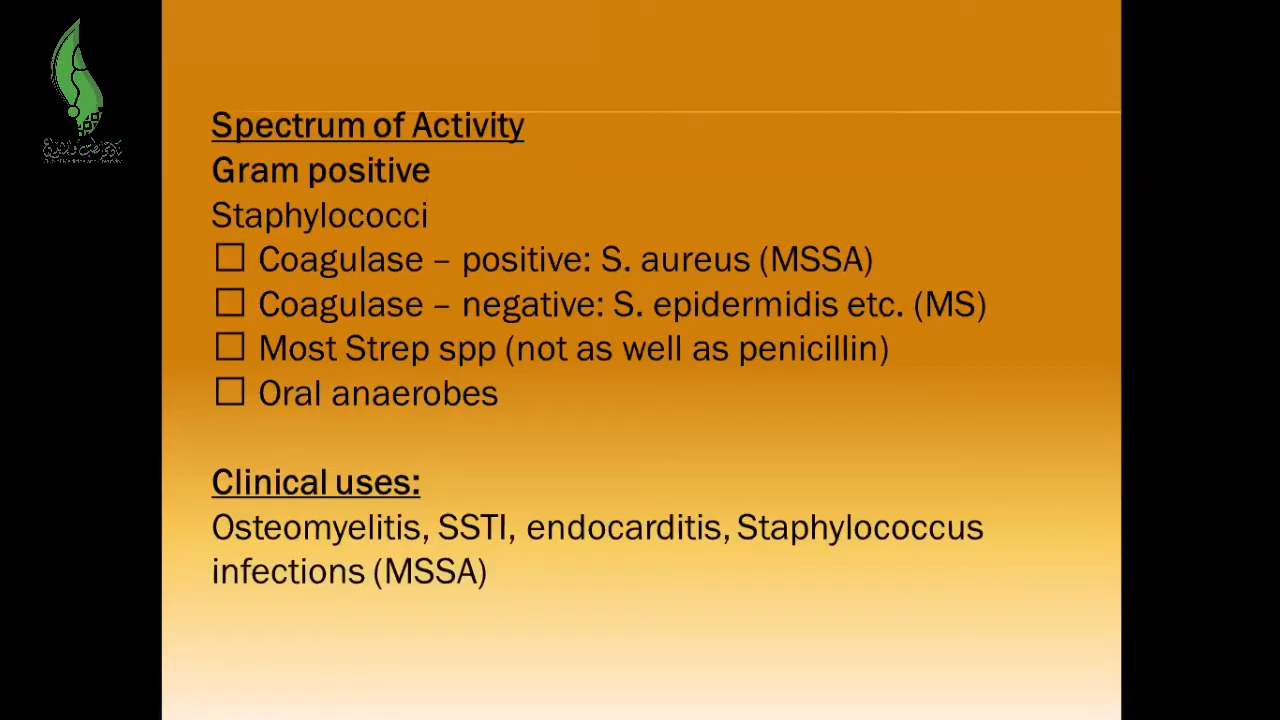 Spectrum of Activity
Gram positive
Staphylococci
☐ Coagulase – positive: S. aureus (MSSA)
☐ Coagulase – negative: S. epidermidis etc. (MS)
☐ Most Strep spp (not as well as penicillin)
☐ Oral anaerobes
Clinical uses:
Osteomyelitis, SSTI, endocarditis, Staphylococcus
infections (MSSA)